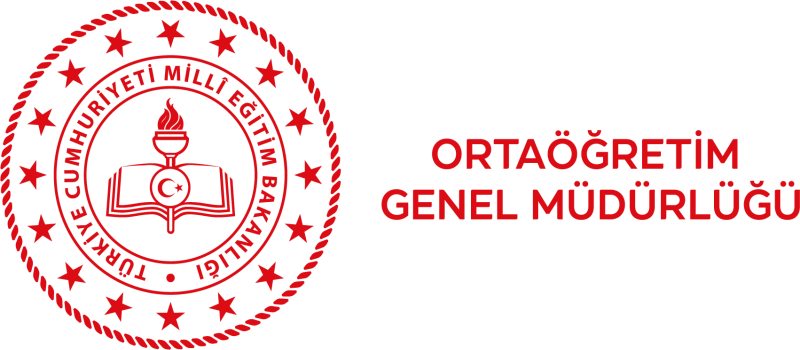 TÜRKİYE CUMHURİYETİ MİLLÎ EĞİTİM BAKANLIĞI
ORTAÖĞRETİM
GENEL MÜDÜRLÜĞÜ